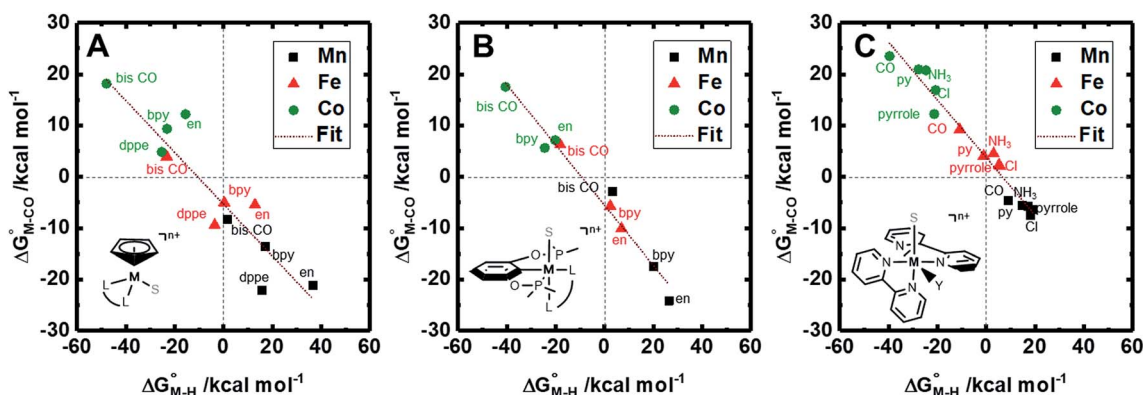 A
Mn
Fe
Co
Fit
bis CO
bpy
en
dppe
bis CO
bpy
en
dppe
bis CO
bpy
dppe
en
M
L
L
S
n+
30
20
10
0
-10
-20
-30
-60 -40 -20 0 20 40 60
ΔG°M-CO /kcal mol-1
ΔG°M-H /kcal mol-1
B
Mn
Fe
Co
Fit
bis CO
en
bpy
bis CO
bis CO
bpy
en
bpy
en
S
n+
O P
M L
O P
L
30
20
10
0
-10
-20
-30
-60 -40 -20 0 20 40 60
ΔG°M-CO /kcal mol-1
ΔG°M-H /kcal mol-1
C
Mn
Fe
Co
Fit
CO
py
NH3
Cl
pyrrole
CO
NH3
py
pyrrole
Cl
CO
NH3
py
pyrrole
Cl
S
n+
N
N M N
N Y
30
20
10
0
-10
-20
-30
-60 -40 -20 0 20 40 60
ΔG°M-CO /kcal mol-1
ΔG°M-H /kcal mol-1